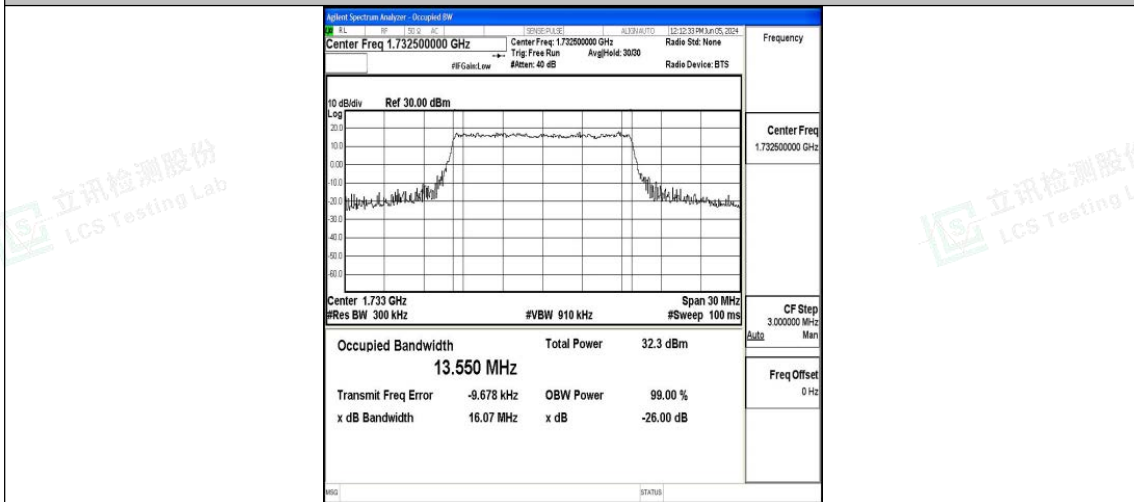 Agilent Spectrum Analyzer - Occupied BW
RL RF 50 Ω AC SENSE:PULSE ALIGNAUTO 12:12:33 PM Jun 05, 2024
Center Freq 1.732500000 GHz
Center Freq: 1.732500000 GHz
Radio Std: None
Trig: Free Run Avg|Hold: 30/30
#IFGain:Low #Atten: 40 dB Radio Device: BTS
10 dB/div Ref 30.00 dBm
Log
20.0
10.0
0.00
-10.0
-20.0
-30.0
-40.0
-50.0
-60.0
Center 1.733 GHz Span 30 MHz
#Res BW 300 kHz #VBW 910 kHz #Sweep 100 ms
Occupied Bandwidth Total Power 32.3 dBm
13.550 MHz
Transmit Freq Error -9.678 kHz OBW Power 99.00 %
x dB Bandwidth 16.07 MHz x dB -26.00 dB
MSG STATUS
Frequency
Center Freq
1.732500000 GHz
CF Step
3.000000 MHz
Auto Man
Freq Offset
0 Hz
立讯检测股份
LCS Testing Lab
立讯检测股份
LCS Testing L